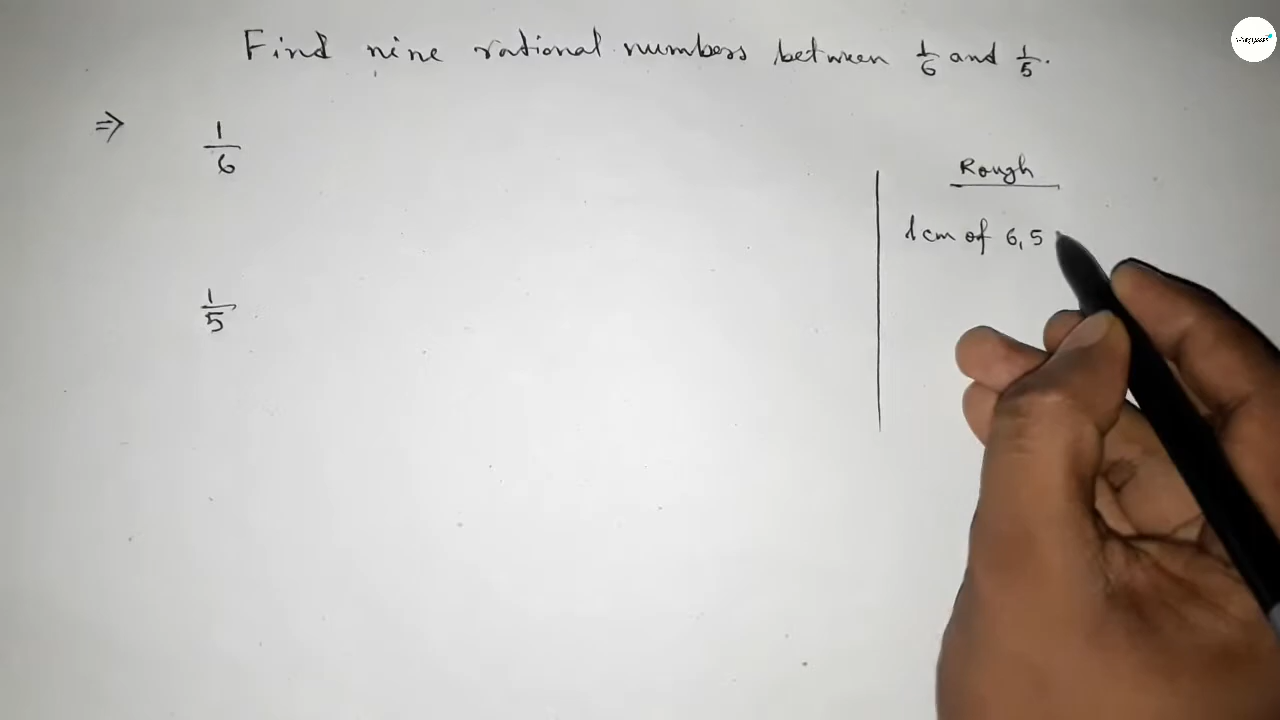 Find nine rational numbers between 1/6 and 1/5.
⇒ 1/6
Rough
lcm of 6, 5
1/5